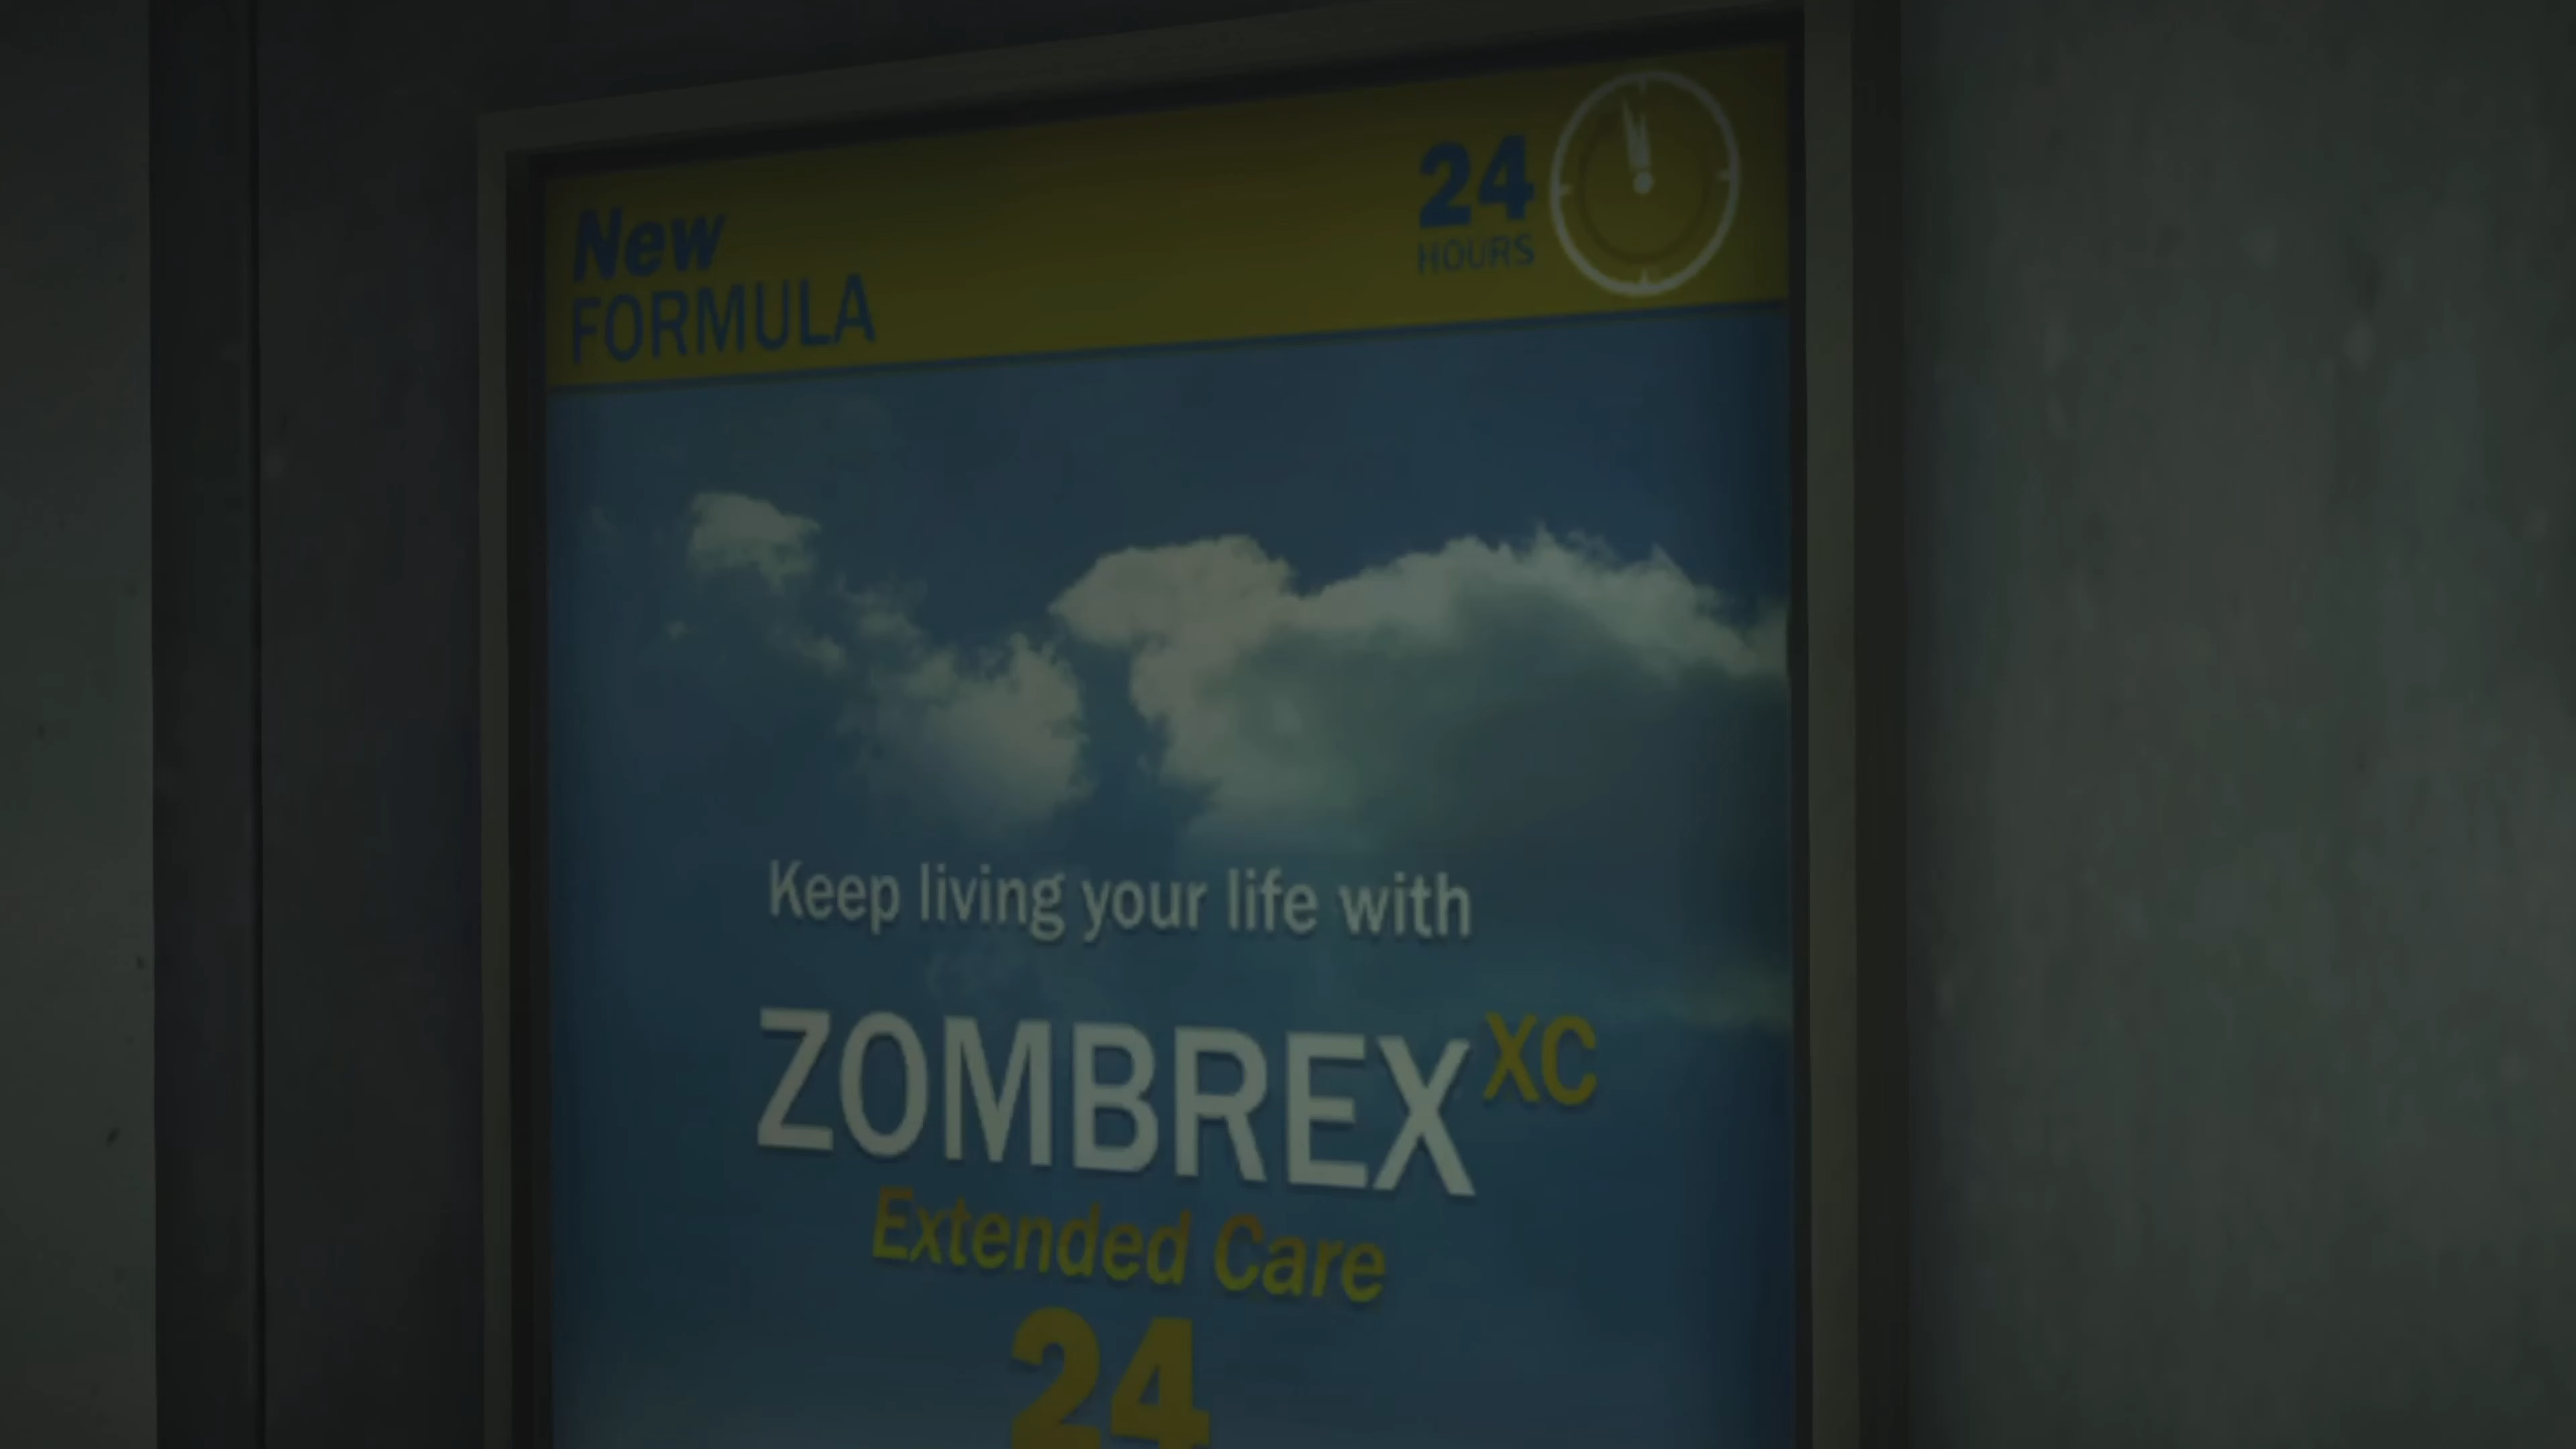 New
FORMULA
24
HOURS
Keep living your life with
ZOMBREX XC
Extended Care
24